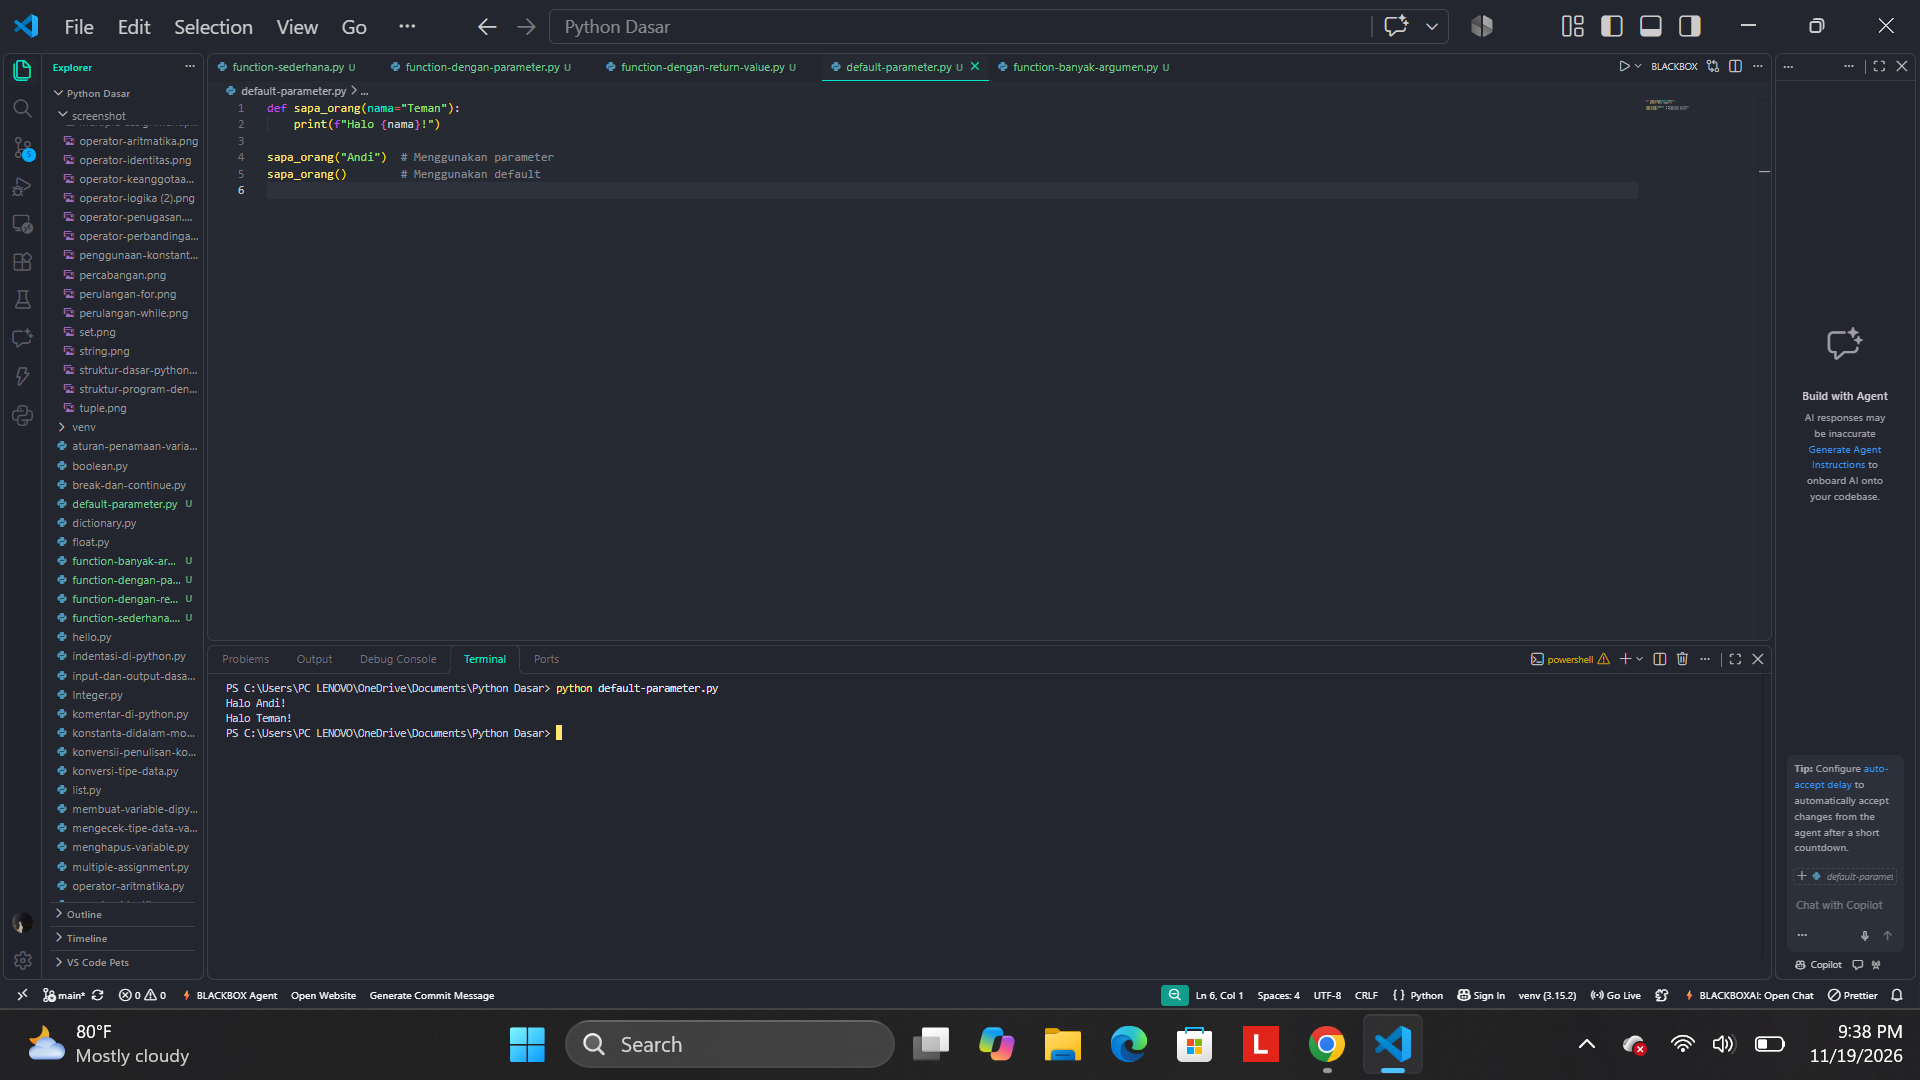 File Edit Selection View Go
Python Dasar
Explorer
Python Dasar
screenshot
operator-aritmatika.png
operator-identitas.png
operator-keanggotaa...
operator-logika (2).png
operator-penugasan....
operator-perbandinga...
penggunaan-konstant...
percabangan.png
perulangan-for.png
perulangan-while.png
set.png
string.png
struktur-dasar-python...
struktur-program-den...
tuple.png
venv
aturan-penamaan-varia...
boolean.py
break-dan-continue.py
default-parameter.py U
dictionary.py
float.py
function-banyak-ar... U
function-dengan-pa... U
function-dengan-re... U
function-sederhana.... U
hello.py
indentasi-di-python.py
input-dan-output-dasa...
Integer.py
komentar-di-python.py
konstanta-didalam-mo...
konvensii-penulisan-ko...
konversi-tipe-data.py
list.py
membuat-variable-dipy...
mengecek-tipe-data-va...
menghapus-variable.py
multiple-assignment.py
operator-aritmatika.py
Outline
Timeline
VS Code Pets
function-sederhana.py U
function-dengan-parameter.py U
function-dengan-return-value.py U
default-parameter.py U
function-banyak-argumen.py U
BLACKBOX
default-parameter.py > ...
1 def sapa_orang(nama="Teman"):
2     print(f"Halo {nama}!")
3
4 sapa_orang("Andi")  # Menggunakan parameter
5 sapa_orang()        # Menggunakan default
6
Problems Output Debug Console Terminal Ports
powershell
PS C:\Users\PC LENOVO\OneDrive\Documents\Python Dasar> python default-parameter.py
Halo Andi!
Halo Teman!
PS C:\Users\PC LENOVO\OneDrive\Documents\Python Dasar>
Build with Agent
AI responses may
be inaccurate
Generate Agent
Instructions to
onboard AI onto
your codebase.
Tip: Configure auto-
accept delay to
automatically accept
changes from the
agent after a short
countdown.
default-paramet
Chat with Copilot
Copilot
main* 0 0 BLACKBOX Agent Open Website Generate Commit Message
Ln 6, Col 1 Spaces: 4 UTF-8 CRLF { } Python Sign In venv (3.15.2) Go Live BLACKBOXAI: Open Chat Prettier
80°F
Mostly cloudy
Search
L
9:38 PM
11/19/2026